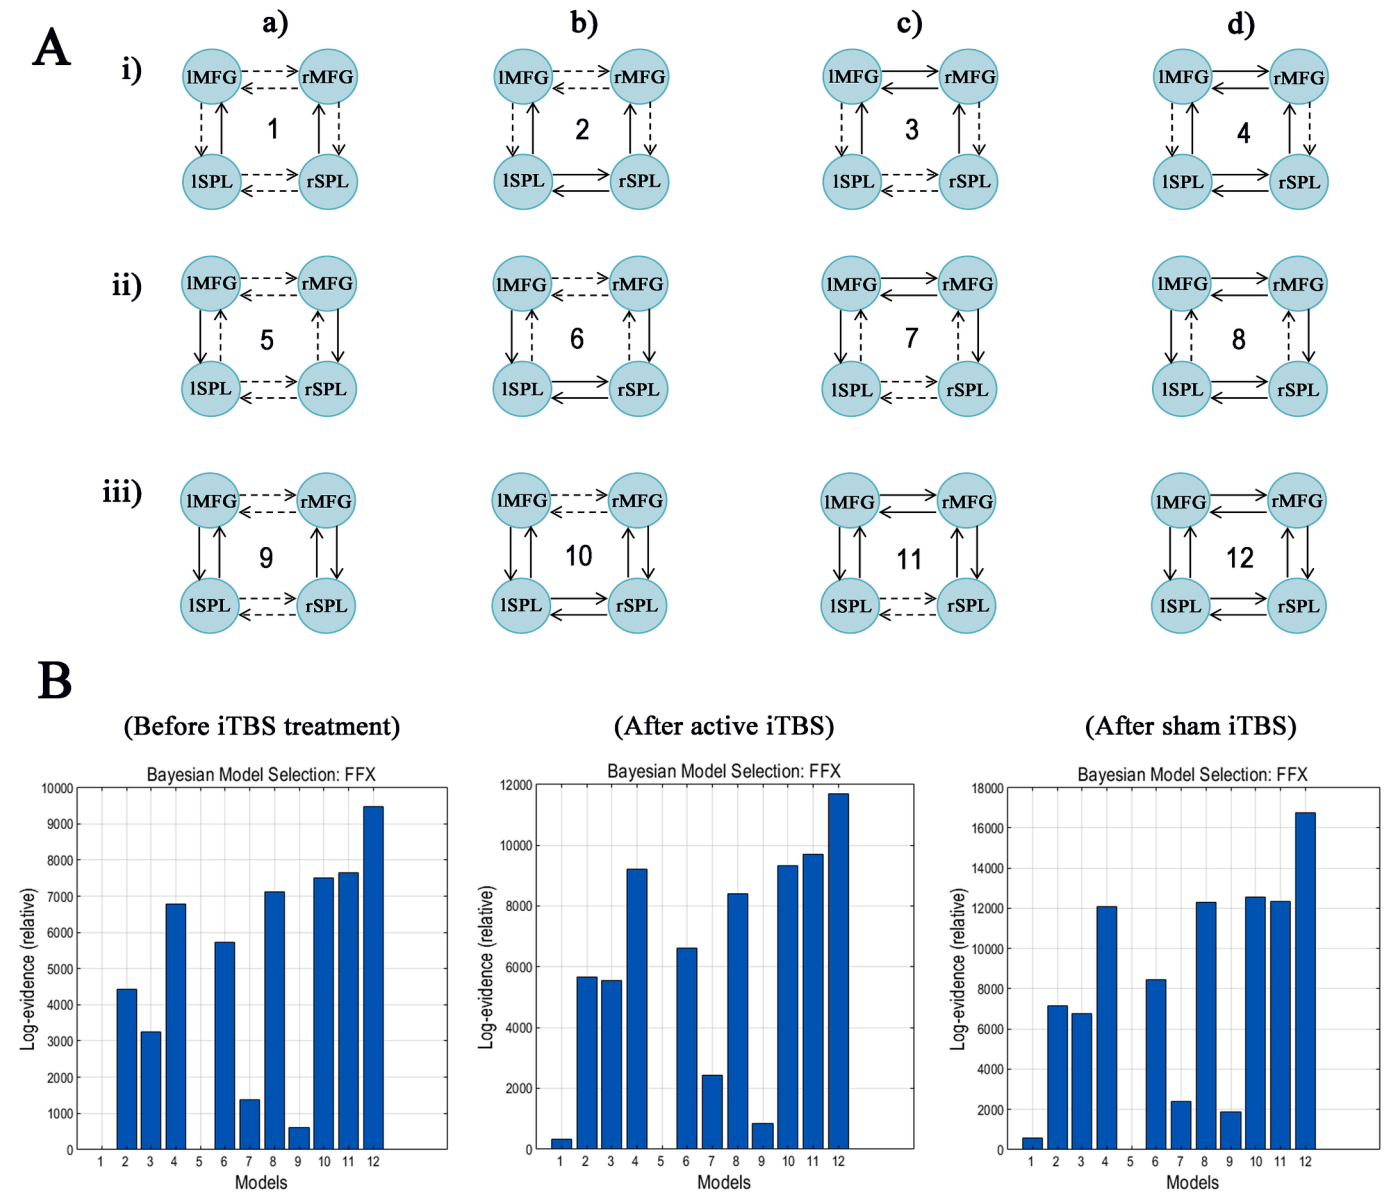 A
a) b) c) d)
i)
lMFG rMFG lMFG rMFG lMFG rMFG lMFG rMFG
1 2 3 4
lSPL rSPL lSPL rSPL lSPL rSPL lSPL rSPL
ii)
lMFG rMFG lMFG rMFG lMFG rMFG lMFG rMFG
5 6 7 8
lSPL rSPL lSPL rSPL lSPL rSPL lSPL rSPL
iii)
lMFG rMFG lMFG rMFG lMFG rMFG lMFG rMFG
9 10 11 12
lSPL rSPL lSPL rSPL lSPL rSPL lSPL rSPL
B
(Before iTBS treatment)
Bayesian Model Selection: FFX
Log-evidence (relative)
10000
9000
8000
7000
6000
5000
4000
3000
2000
1000
0
1 2 3 4 5 6 7 8 9 10 11 12
Models
(After active iTBS)
Bayesian Model Selection: FFX
Log-evidence (relative)
12000
10000
8000
6000
4000
2000
0
1 2 3 4 5 6 7 8 9 10 11 12
Models
(After sham iTBS)
Bayesian Model Selection: FFX
Log-evidence (relative)
18000
16000
14000
12000
10000
8000
6000
4000
2000
0
1 2 3 4 5 6 7 8 9 10 11 12
Models